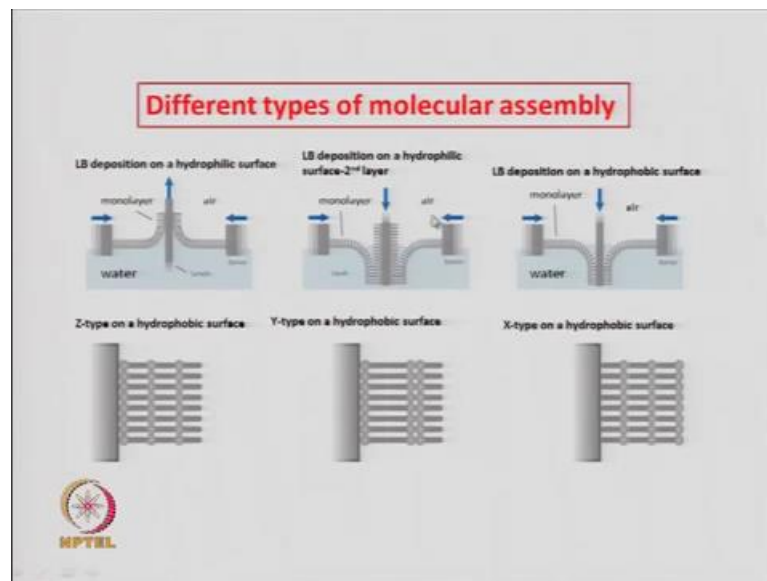 Different types of molecular assembly
LB deposition on a hydrophilic surface
monolayer
air
water
LB deposition on a hydrophilic
surface-2nd layer
monolayer
air
LB deposition on a hydrophobic surface
monolayer
air
water
Z-type on a hydrophobic surface
Y-type on a hydrophobic surface
X-type on a hydrophobic surface
NPTEL